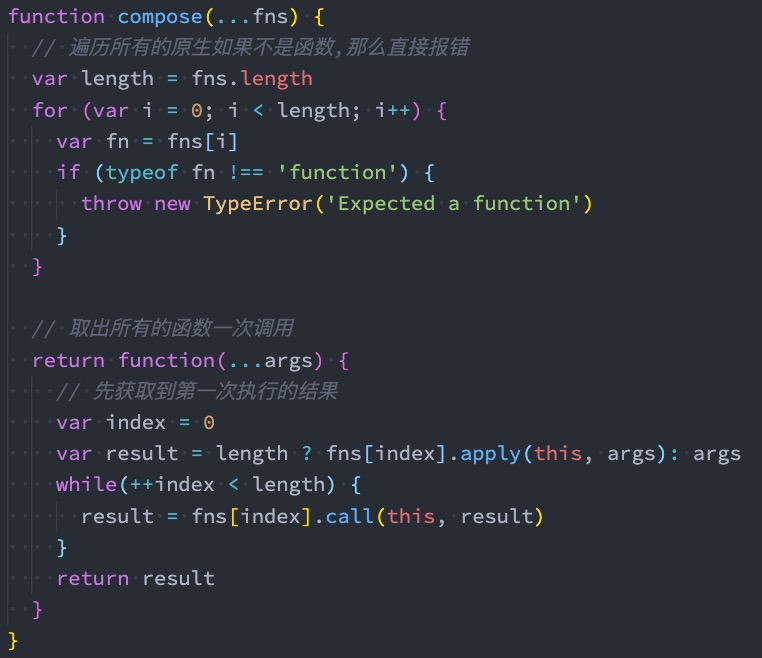 function compose(...fns) {
  // 遍历所有的原生如果不是函数,那么直接报错
  var length = fns.length
  for (var i = 0; i < length; i++) {
    var fn = fns[i]
    if (typeof fn !== 'function') {
      throw new TypeError('Expected a function')
    }
  }

  // 取出所有的函数一次调用
  return function(...args) {
    // 先获取到第一次执行的结果
    var index = 0
    var result = length ? fns[index].apply(this, args): args
    while(++index < length) {
      result = fns[index].call(this, result)
    }
    return result
  }
}